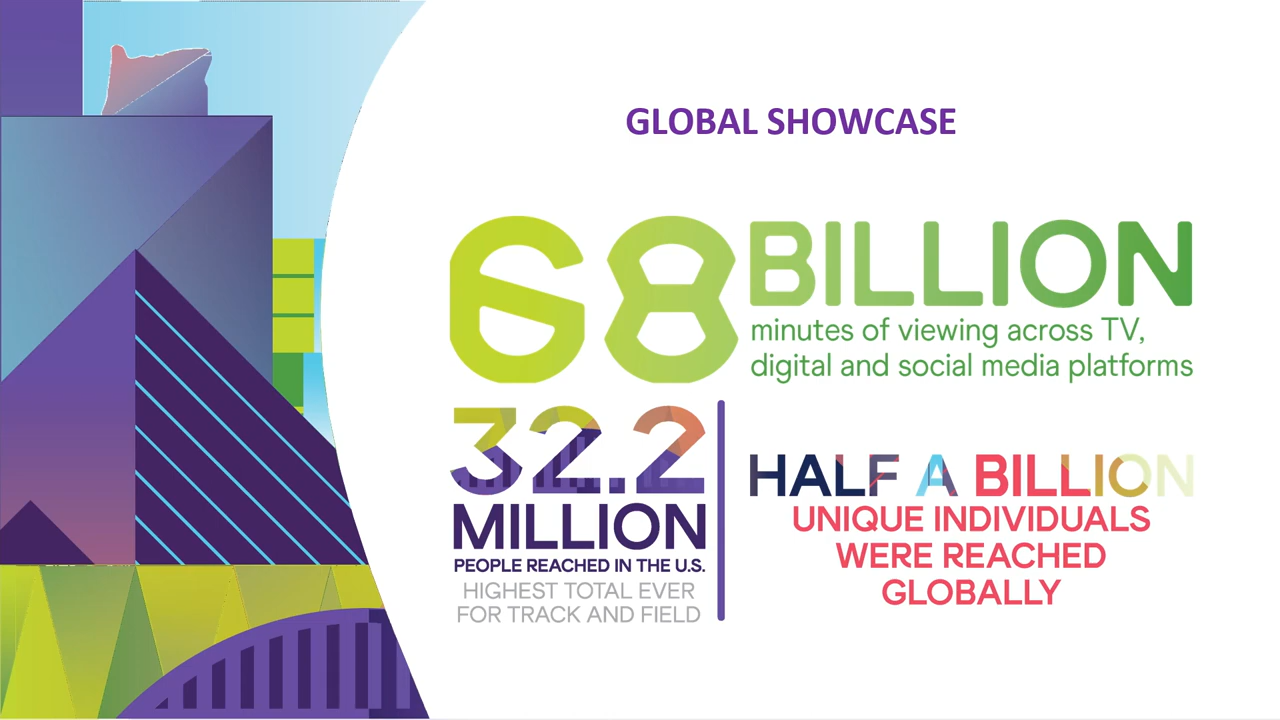 GLOBAL SHOWCASE
68 BILLION
minutes of viewing across TV,
digital and social media platforms
32.2
MILLION
PEOPLE REACHED IN THE U.S.
HIGHEST TOTAL EVER
FOR TRACK AND FIELD
HALF A BILLION
UNIQUE INDIVIDUALS
WERE REACHED
GLOBALLY